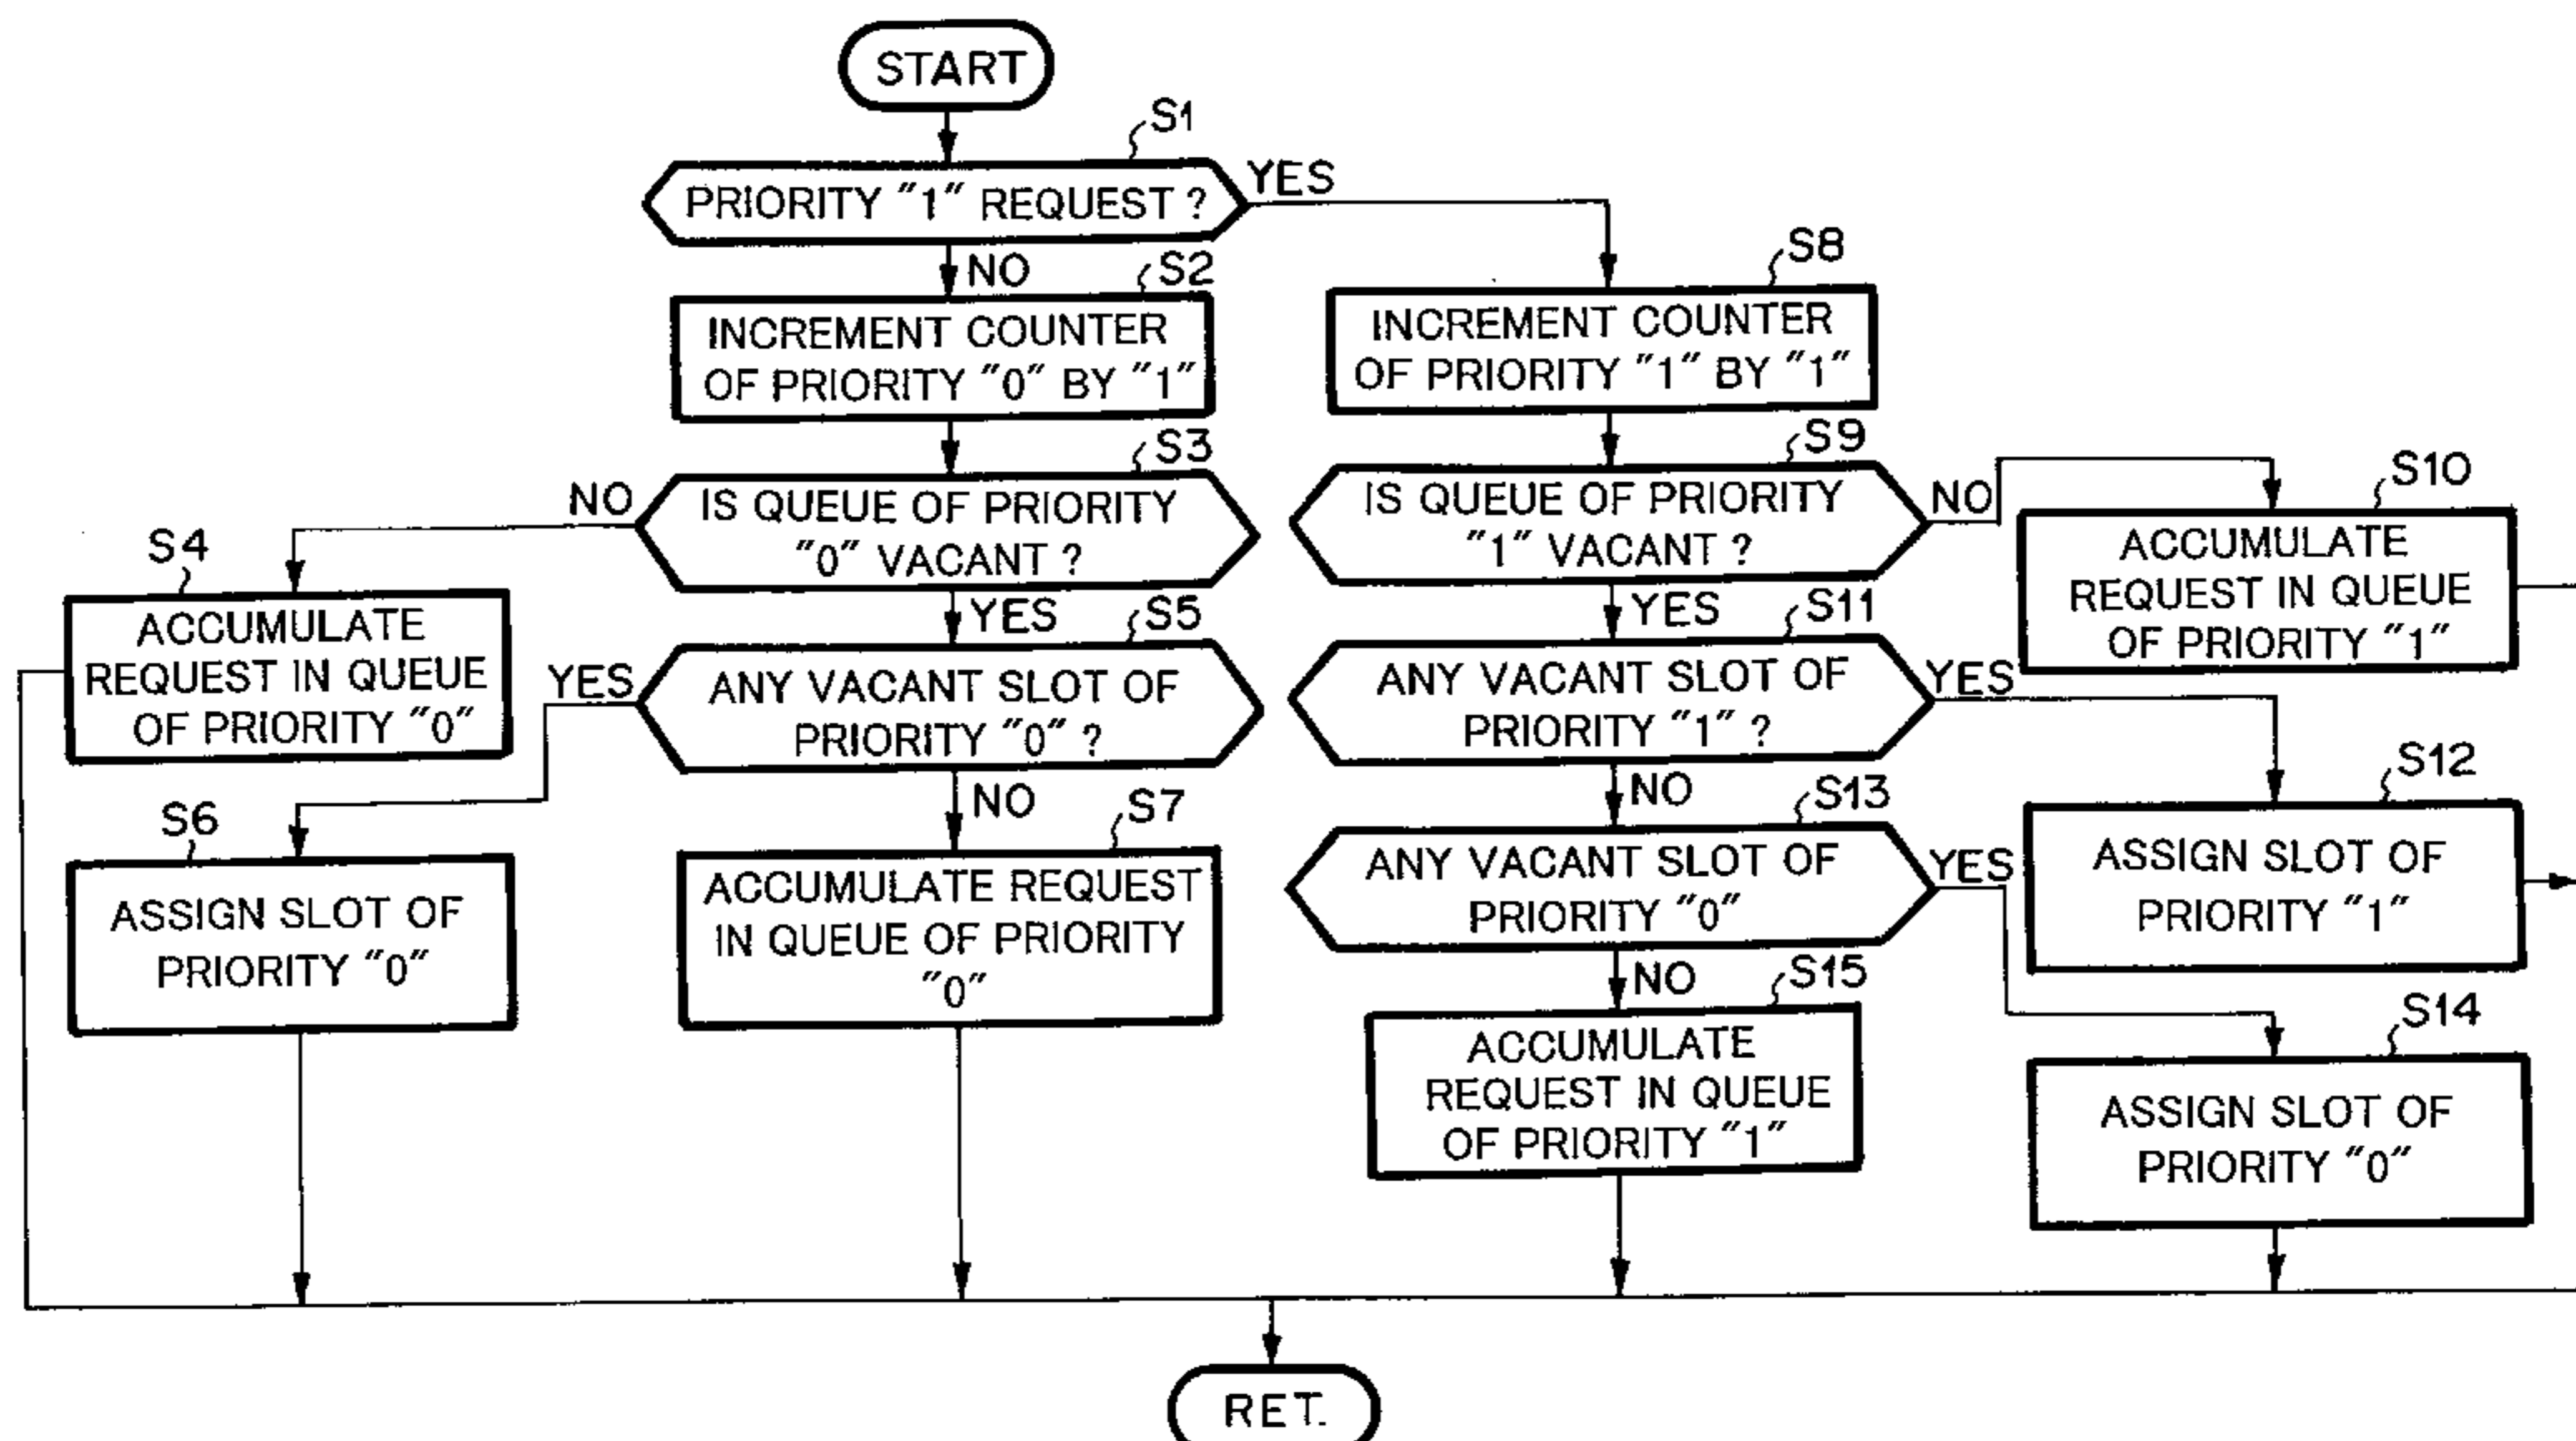 START
S1
PRIORITY "1" REQUEST ?
YES
NO
S2
INCREMENT COUNTER
OF PRIORITY "0" BY "1"
S3
IS QUEUE OF PRIORITY
"0" VACANT ?
NO
S4
ACCUMULATE
REQUEST IN QUEUE
OF PRIORITY "0"
YES
S5
ANY VACANT SLOT OF
PRIORITY "0" ?
YES
S6
ASSIGN SLOT OF
PRIORITY "0"
NO
S7
ACCUMULATE REQUEST
IN QUEUE OF PRIORITY
"0"
S8
INCREMENT COUNTER
OF PRIORITY "1" BY "1"
S9
IS QUEUE OF PRIORITY
"1" VACANT ?
NO
S10
ACCUMULATE
REQUEST IN QUEUE
OF PRIORITY "1"
YES
S11
ANY VACANT SLOT OF
PRIORITY "1" ?
YES
S12
ASSIGN SLOT OF
PRIORITY "1"
NO
S13
ANY VACANT SLOT OF
PRIORITY "0"
YES
S14
ASSIGN SLOT OF
PRIORITY "0"
NO
S15
ACCUMULATE
REQUEST IN QUEUE
OF PRIORITY "1"
RET.